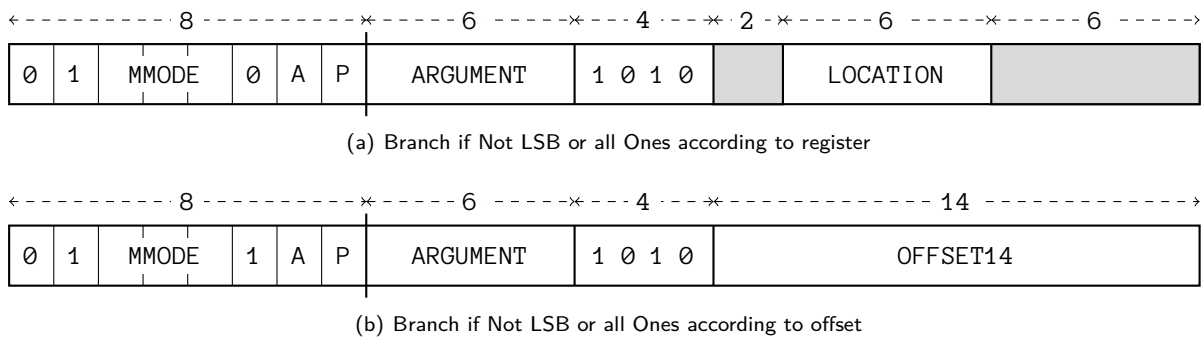 8 6 4 2 6 6
0 1 MMODE 0 A P ARGUMENT 1 0 1 0 LOCATION
(a) Branch if Not LSB or all Ones according to register
8 6 4 14
0 1 MMODE 1 A P ARGUMENT 1 0 1 0 OFFSET14
(b) Branch if Not LSB or all Ones according to offset